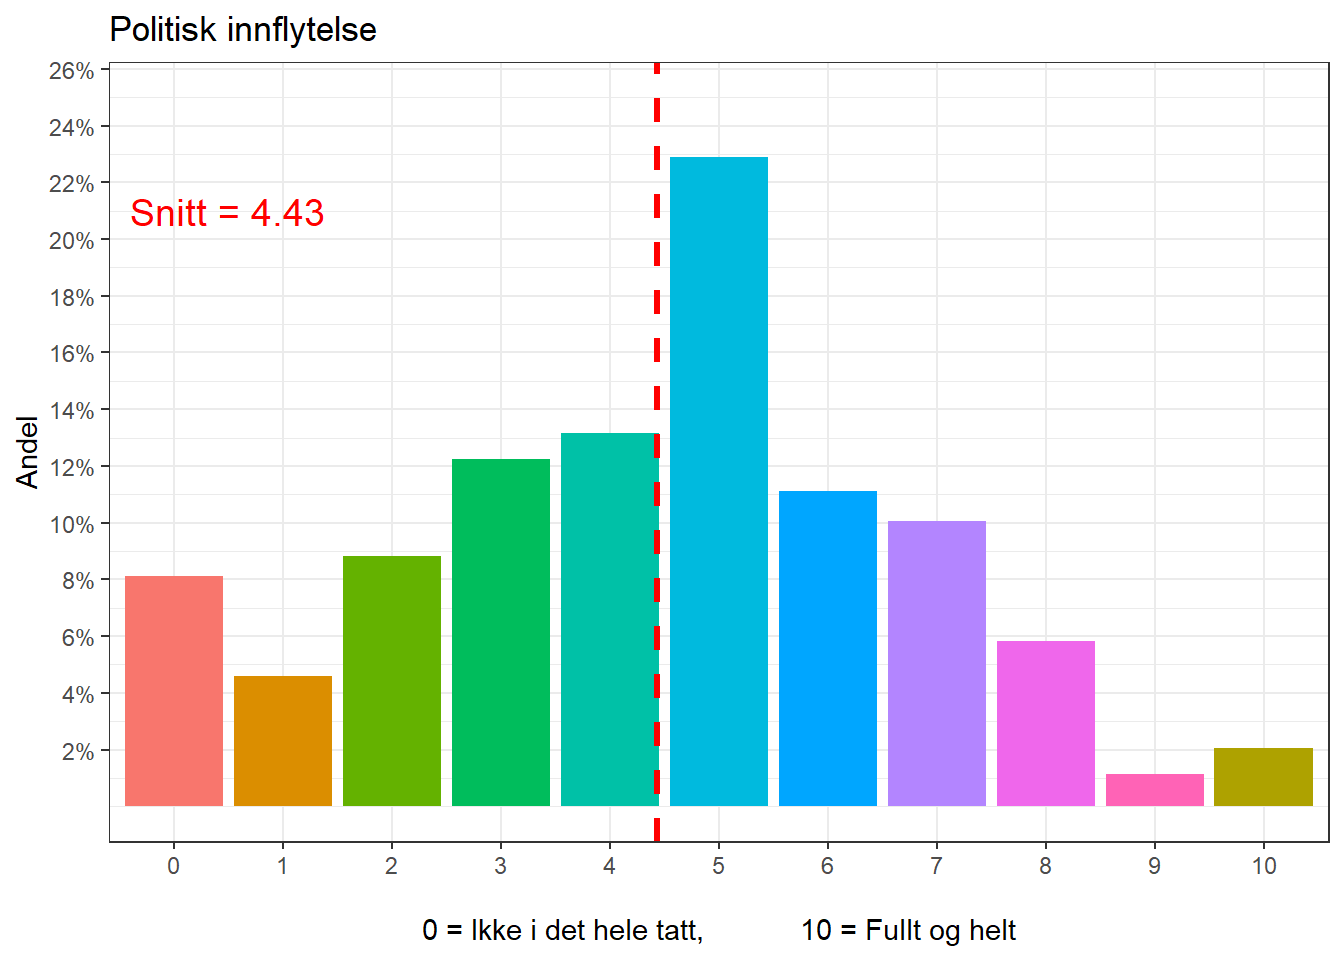 Politisk innflytelse
26%
24%
22%
Snitt = 4.43
20%
18%
16%
14%
Andel
12%
10%
8%
6%
4%
2%
0 1 2 3 4 5 6 7 8 9 10
0 = Ikke i det hele tatt, 10 = Fullt og helt